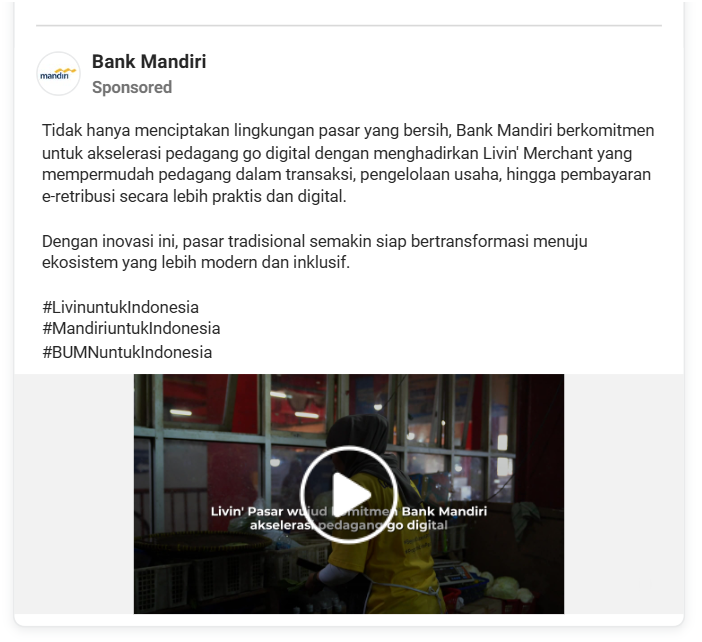 mandiri
Bank Mandiri
Sponsored
Tidak hanya menciptakan lingkungan pasar yang bersih, Bank Mandiri berkomitmen
untuk akselerasi pedagang go digital dengan menghadirkan Livin' Merchant yang
mempermudah pedagang dalam transaksi, pengelolaan usaha, hingga pembayaran
e-retribusi secara lebih praktis dan digital.
Dengan inovasi ini, pasar tradisional semakin siap bertransformasi menuju
ekosistem yang lebih modern dan inklusif.
#LivinuntukIndonesia
#MandiriuntukIndonesia
#BUMNuntukIndonesia
Livin' Pasar wujud komitmen Bank Mandiri
akselerasi pedagang go digital